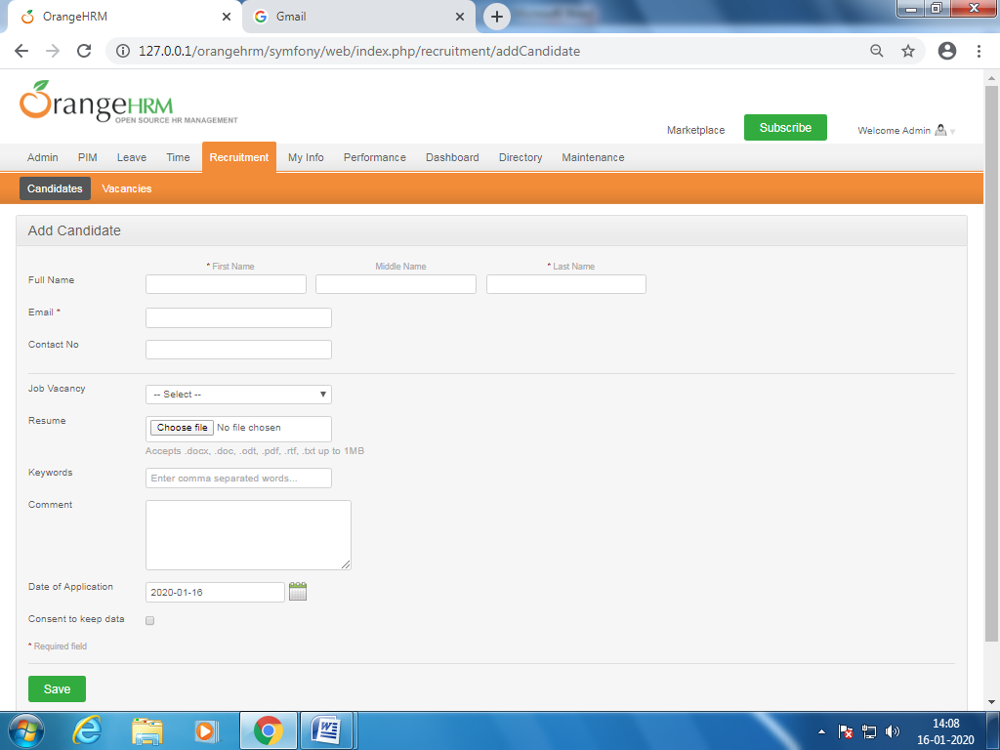 OrangeHRM
Gmail
127.0.0.1/orangehrm/symfony/web/index.php/recruitment/addCandidate
OrangeHRM
OPEN SOURCE HR MANAGEMENT
Marketplace Subscribe Welcome Admin
Admin PIM Leave Time Recruitment My Info Performance Dashboard Directory Maintenance
Candidates Vacancies
Add Candidate
* First Name Middle Name * Last Name
Full Name
Email *
Contact No
Job Vacancy -- Select --
Resume Choose file No file chosen
Accepts .docx, .doc, .odt, .pdf, .rtf, .txt up to 1MB
Keywords Enter comma separated words...
Comment
Date of Application 2020-01-16
Consent to keep data
* Required field
Save
14:08
16-01-2020